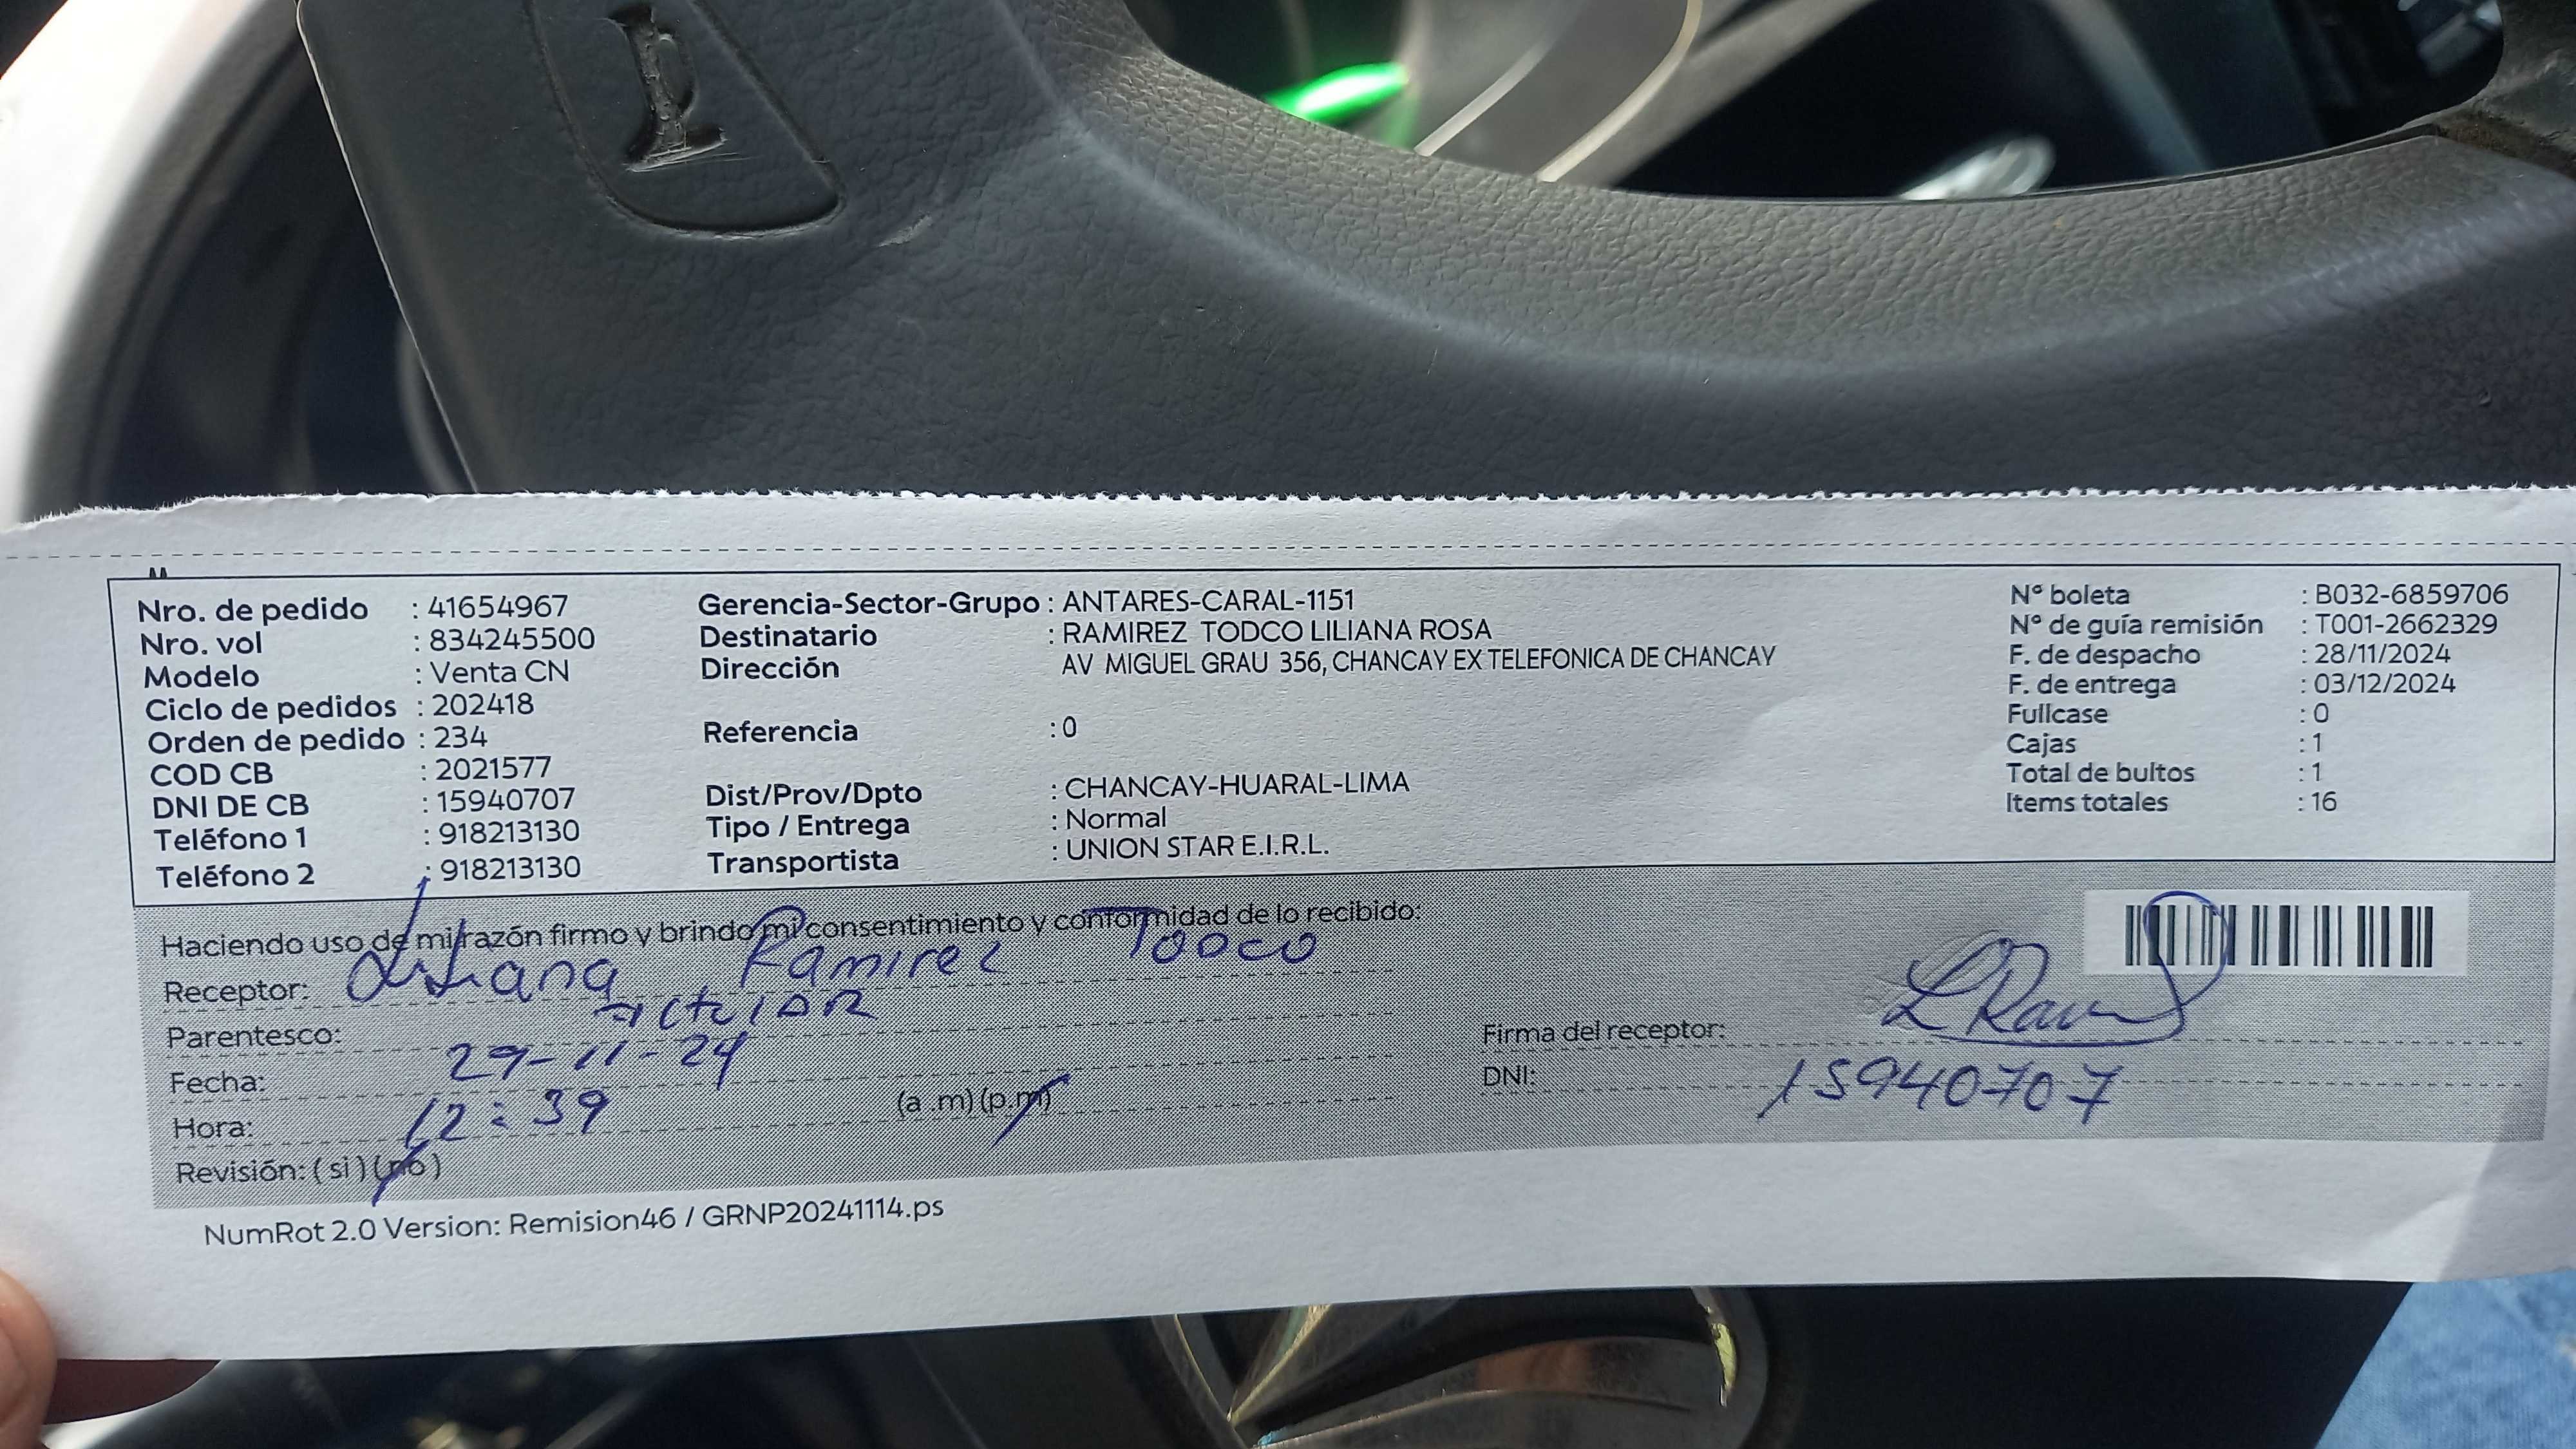 Nro. de pedido : 41654967
Nro. vol : 834245500
Modelo : Venta CN
Ciclo de pedidos : 202418
Orden de pedido : 234
COD CB : 2021577
DNI DE CB : 15940707
Teléfono 1 : 918213130
Teléfono 2 : 918213130
Gerencia-Sector-Grupo : ANTARES-CARAL-1151
Destinatario : RAMIREZ TODCO LILIANA ROSA
Dirección AV MIGUEL GRAU 356, CHANCAY EX TELEFONICA DE CHANCAY
Referencia : 0
Dist/Prov/Dpto : CHANCAY-HUARAL-LIMA
Tipo / Entrega : Normal
Transportista : UNION STAR E.I.R.L.
N° boleta : B032-6859706
N° de guía remisión : T001-2662329
F. de despacho : 28/11/2024
F. de entrega : 03/12/2024
Fullcase : 0
Cajas : 1
Total de bultos : 1
Items totales : 16
Haciendo uso de mi razón firmo y brindo mi consentimiento y conformidad de lo recibido:
Receptor: Liliana Ramirez Todco
Parentesco:
Fecha: 29-11-24
Hora: 12:39 (a .m) (p.m)
Revisión: ( si ) (no)
Firma del receptor:
DNI: 15940707
NumRot 2.0 Version: Remision46 / GRNP20241114.ps